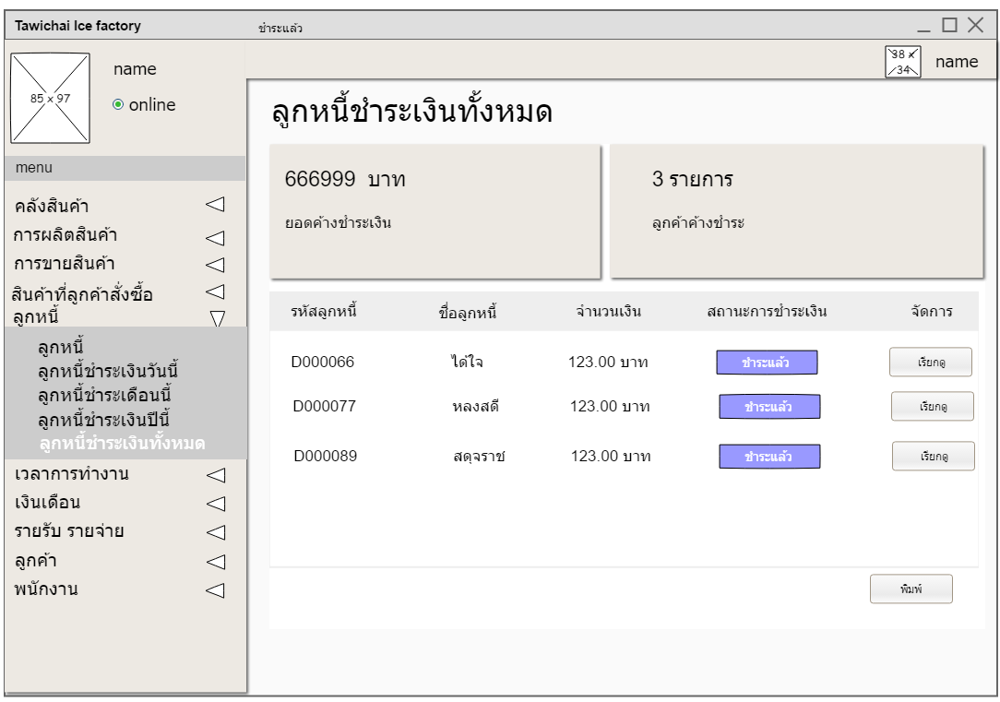 Tawichai Ice factory
ชำระแล้ว
38 x 34
name
85 x 97
name
online
menu
คลังสินค้า
การผลิตสินค้า
การขายสินค้า
สินค้าที่ลูกค้าสั่งซื้อ
ลูกหนี้
ลูกหนี้
ลูกหนี้ชำระเงินวันนี้
ลูกหนี้ชำระเดือนนี้
ลูกหนี้ชำระเงินปีนี้
ลูกหนี้ชำระเงินทั้งหมด
เวลาการทำงาน
เงินเดือน
รายรับ รายจ่าย
ลูกค้า
พนักงาน
ลูกหนี้ชำระเงินทั้งหมด
666999 บาท
ยอดค้างชำระเงิน
3 รายการ
ลูกค้าค้างชำระ
รหัสลูกหนี้ ชื่อลูกหนี้ จำนวนเงิน สถานะการชำระเงิน จัดการ
D000066 ได้ใจ 123.00 บาท ชำระแล้ว เรียกดู
D000077 หลงสดี 123.00 บาท ชำระแล้ว เรียกดู
D000089 สดุจราช 123.00 บาท ชำระแล้ว เรียกดู
พิมพ์